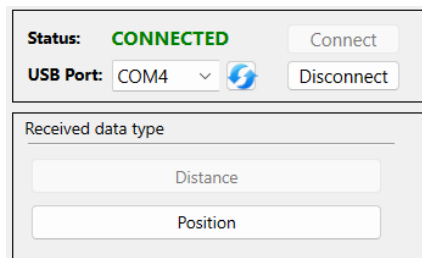 Status: CONNECTED Connect
USB Port: COM4 Disconnect
Received data type
Distance
Position